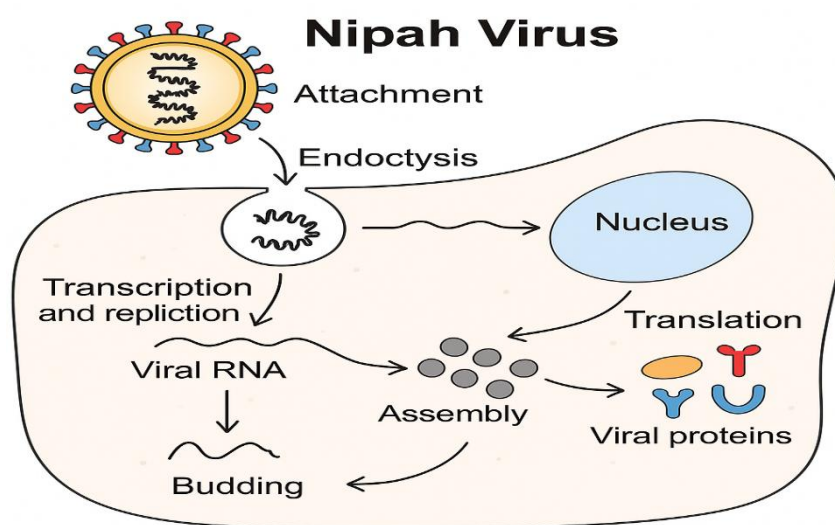 Nipah Virus
Attachment
Endoctysis
Nucleus
Transcription
and repliction
Translation
Viral RNA
Assembly
Viral proteins
Budding